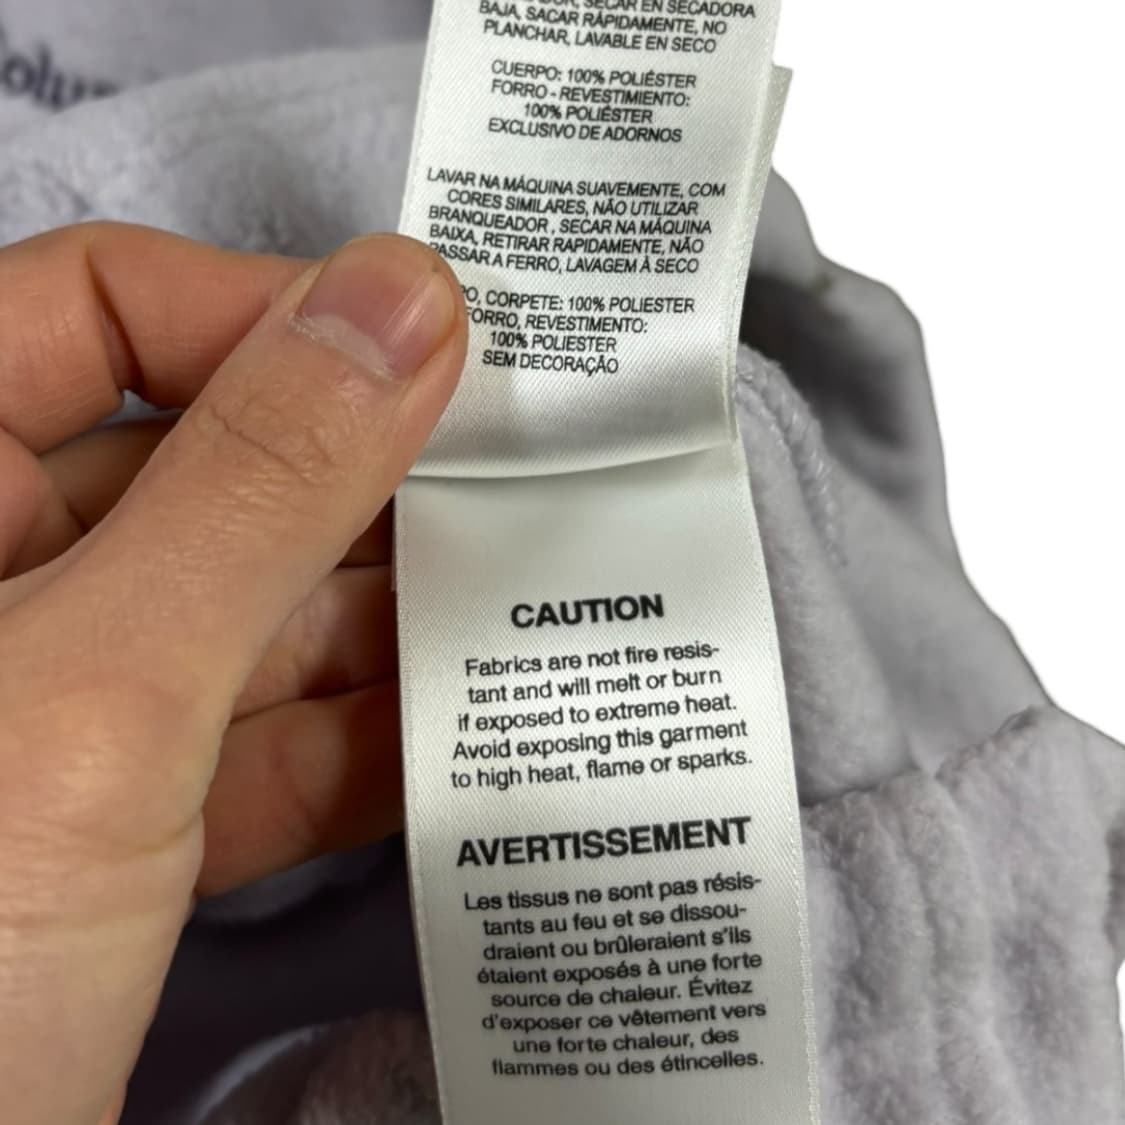 SECAR EN SECADORA
BAJA, SACAR RÁPIDAMENTE, NO
PLANCHAR, LAVABLE EN SECO
CUERPO: 100% POLIÉSTER
FORRO - REVESTIMIENTO:
100% POLIÉSTER
EXCLUSIVO DE ADORNOS
LAVAR NA MÁQUINA SUAVEMENTE, COM
CORES SIMILARES, NÃO UTILIZAR
BRANQUEADOR , SECAR NA MÁQUINA
BAIXA, RETIRAR RAPIDAMENTE, NÃO
PASSAR A FERRO, LAVAGEM À SECO
CORPETE: 100% POLIESTER
FORRO, REVESTIMENTO:
100% POLIESTER
SEM DECORAÇÃO
CAUTION
Fabrics are not fire resis-
tant and will melt or burn
if exposed to extreme heat.
Avoid exposing this garment
to high heat, flame or sparks.
AVERTISSEMENT
Les tissus ne sont pas résis-
tants au feu et se dissou-
draient ou brûleraient s'ils
étaient exposés à une forte
source de chaleur. Évitez
d'exposer ce vêtement vers
une forte chaleur, des
flammes ou des étincelles.